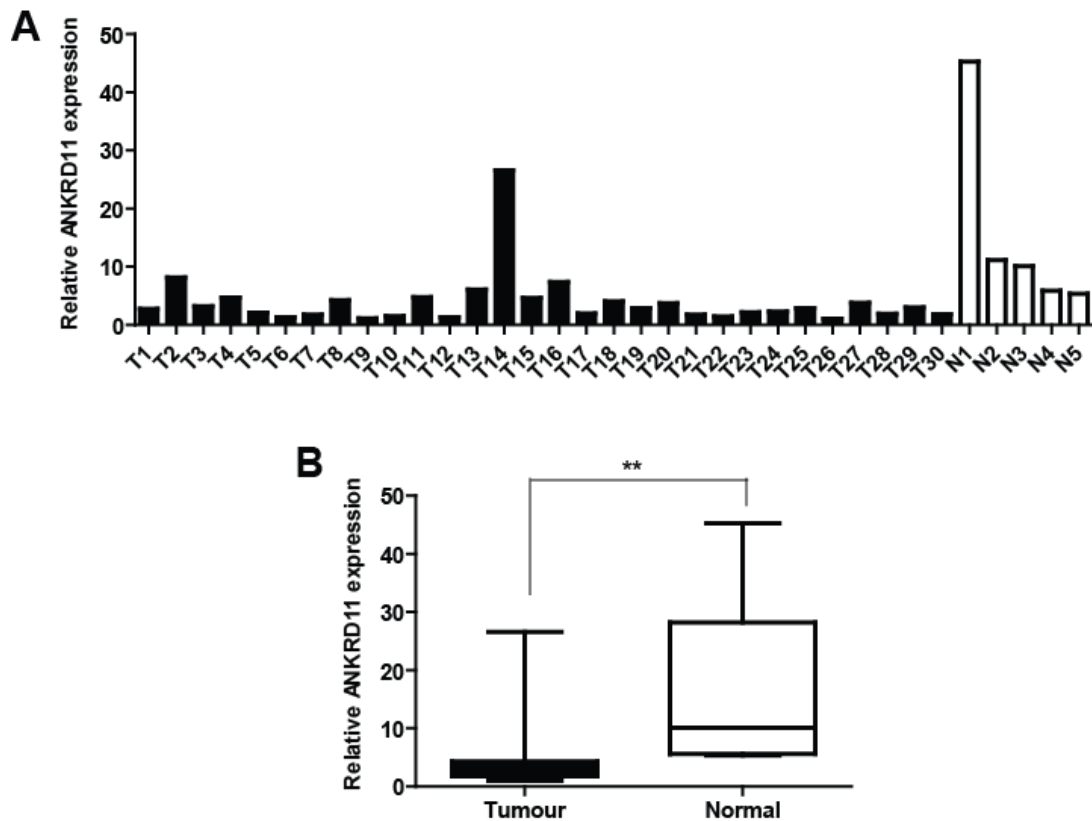 A
Relative ANKRD11 expression
50
40
30
20
10
0
T1 T2 T3 T4 T5 T6 T7 T8 T9 T10 T11 T12 T13 T14 T15 T16 T17 T18 T19 T20 T21 T22 T23 T24 T25 T26 T27 T28 T29 T30 N1 N2 N3 N4 N5
B
**
Relative ANKRD11 expression
50
40
30
20
10
0
Tumour Normal